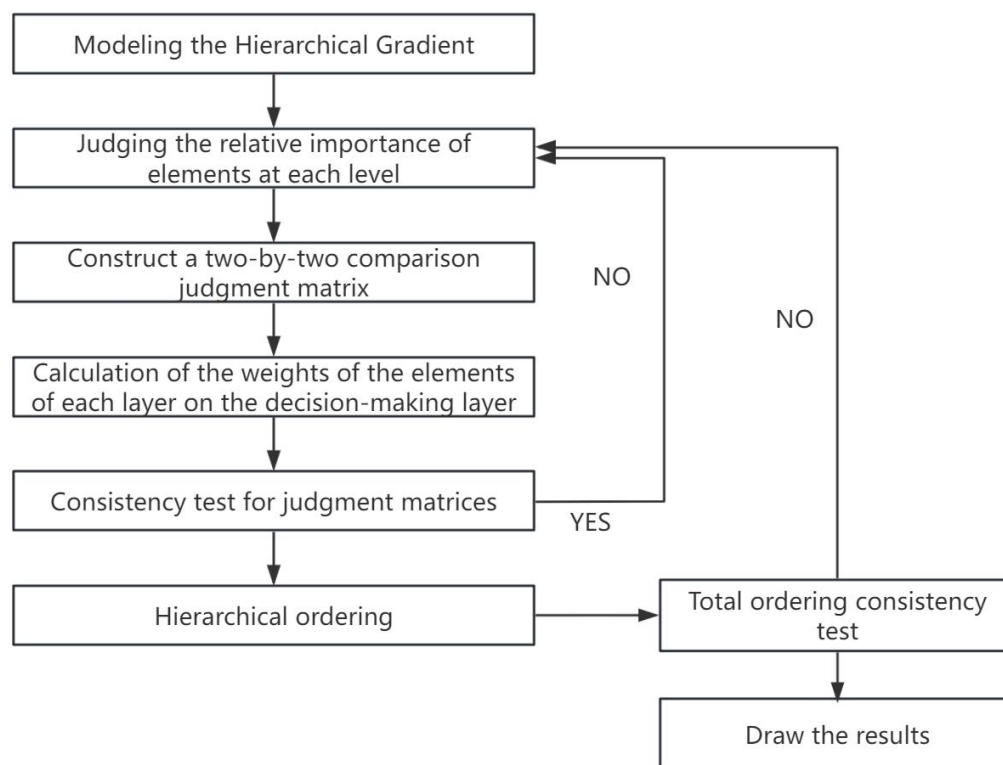 Modeling the Hierarchical Gradient
Judging the relative importance of
elements at each level
Construct a two-by-two comparison
judgment matrix
NO
NO
Calculation of the weights of the elements
of each layer on the decision-making layer
Consistency test for judgment matrices
YES
Hierarchical ordering
Total ordering consistency
test
Draw the results